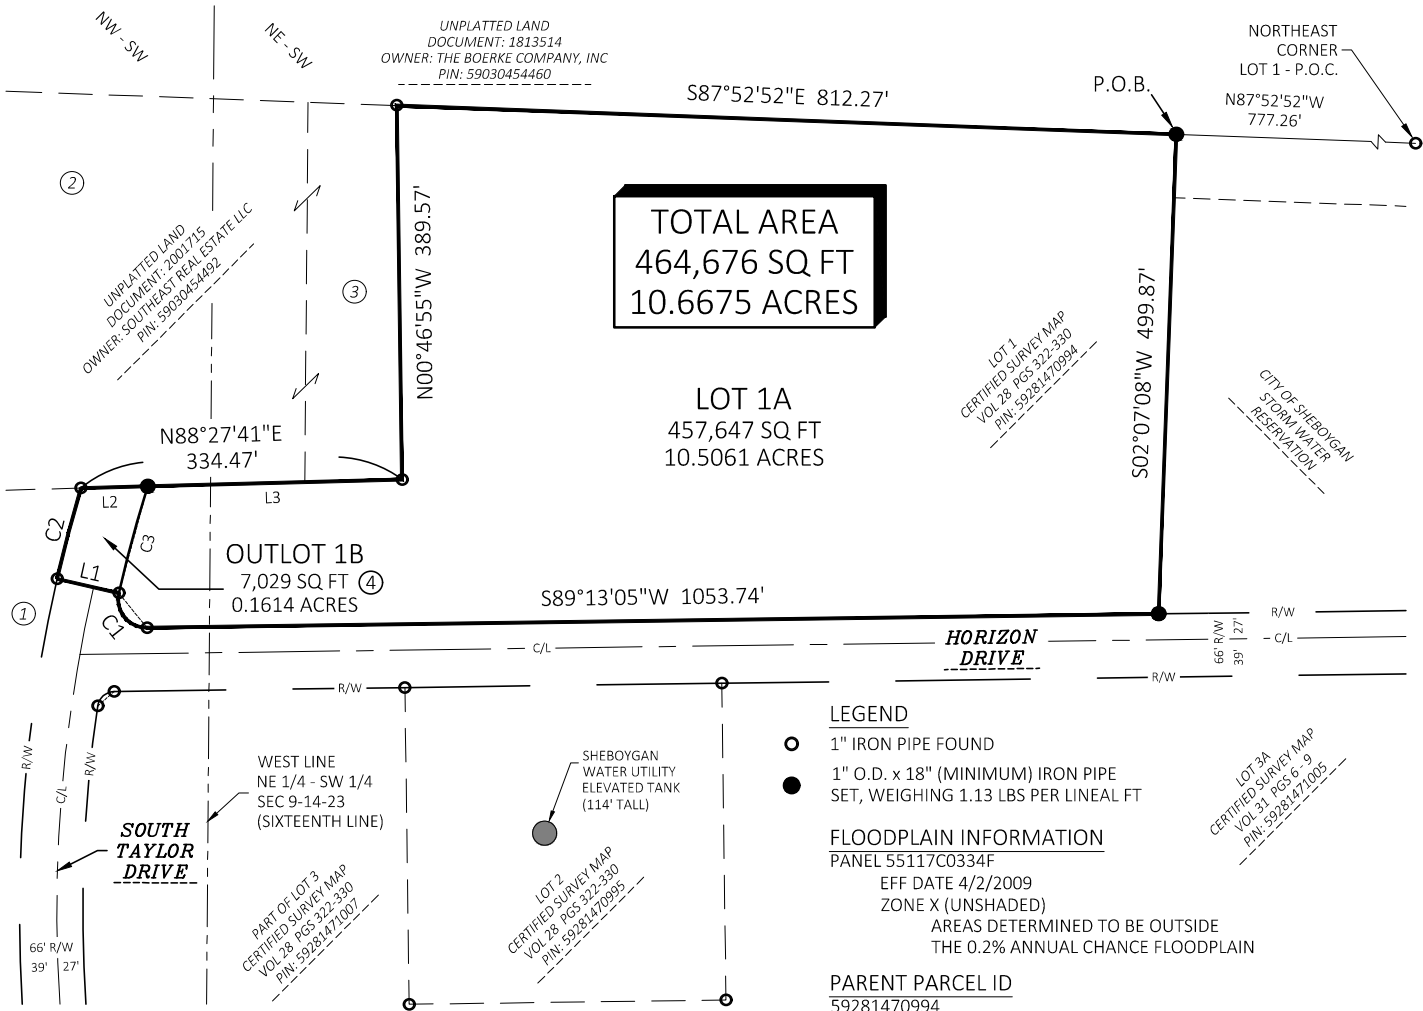 NW - SW
NE - SW
UNPLATTED LAND
DOCUMENT: 1813514
OWNER: THE BOERKE COMPANY, INC
PIN: 59030454460
S87°52'52"E 812.27'
P.O.B.
NORTHEAST
CORNER
LOT 1 - P.O.C.
N87°52'52"W
777.26'
2
UNPLATTED LAND
DOCUMENT: 2001715
OWNER: SOUTHEAST REAL ESTATE LLC
PIN: 59030454492
3
N00°46'55"W 389.57'
TOTAL AREA
464,676 SQ FT
10.6675 ACRES
LOT 1A
457,647 SQ FT
10.5061 ACRES
LOT 1
CERTIFIED SURVEY MAP
VOL 28 PGS 322-330
PIN: 59281470994
S02°07'08"W 499.87'
CITY OF SHEBOYGAN
STORM WATER
RESERVATION
N88°27'41"E
334.47'
L2
L3
C2
C3
L1
C1
1
OUTLOT 1B
7,029 SQ FT 4
0.1614 ACRES
S89°13'05"W 1053.74'
C/L
HORIZON
DRIVE
R/W
C/L
66' R/W
39' 27'
R/W
R/W
R/W
C/L
R/W
WEST LINE
NE 1/4 - SW 1/4
SEC 9-14-23
(SIXTEENTH LINE)
SOUTH
TAYLOR
DRIVE
66' R/W
39' 27'
PART OF LOT 3
CERTIFIED SURVEY MAP
VOL 28 PGS 322-330
PIN: 59281471007
SHEBOYGAN
WATER UTILITY
ELEVATED TANK
(114' TALL)
LOT 2
CERTIFIED SURVEY MAP
VOL 28 PGS 322-330
PIN: 59281470995
LEGEND
1" IRON PIPE FOUND
1" O.D. x 18" (MINIMUM) IRON PIPE
SET, WEIGHING 1.13 LBS PER LINEAL FT
FLOODPLAIN INFORMATION
PANEL 55117C0334F
EFF DATE 4/2/2009
ZONE X (UNSHADED)
AREAS DETERMINED TO BE OUTSIDE
THE 0.2% ANNUAL CHANCE FLOODPLAIN
PARENT PARCEL ID
59281470994
LOT 3A
CERTIFIED SURVEY MAP
VOL 31 PGS 6 - 9
PIN: 59281471005